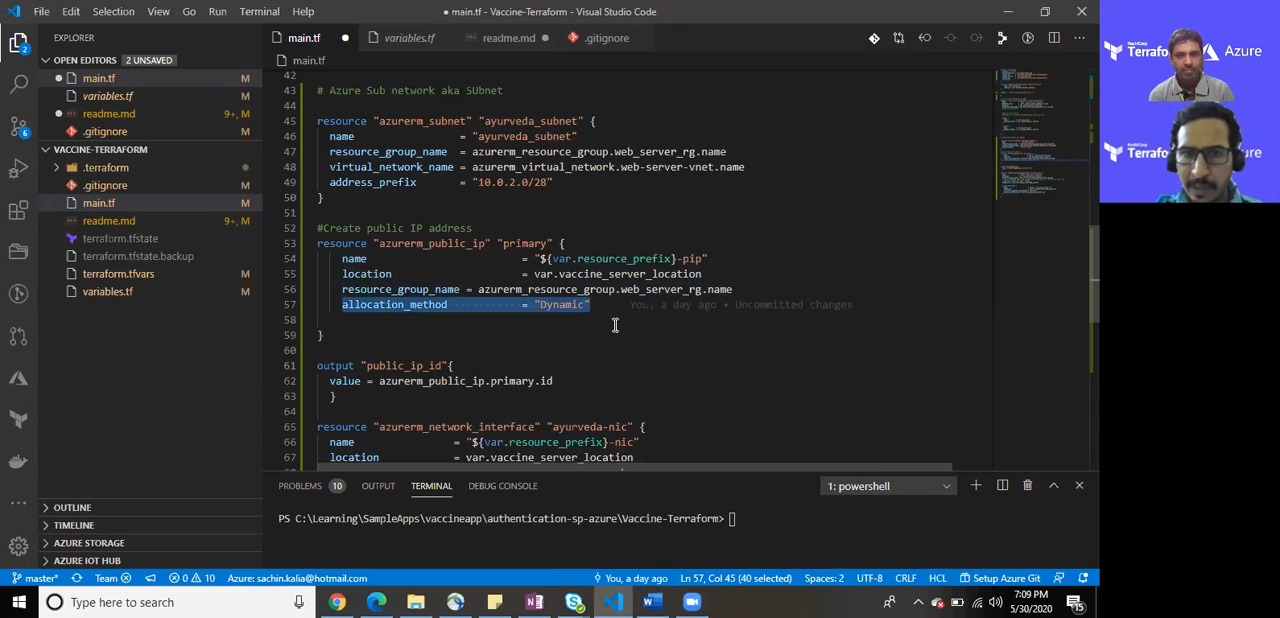 File Edit Selection View Go Run Terminal Help
main.tf - Vaccine-Terraform - Visual Studio Code
EXPLORER
OPEN EDITORS 2 UNSAVED
main.tf M
variables.tf M
readme.md 9+, M
.gitignore M
VACCINE-TERRAFORM
.terraform
.gitignore M
main.tf M
readme.md 9+, M
terraform.tfstate
terraform.tfstate.backup
terraform.tfvars M
variables.tf M
OUTLINE
TIMELINE
AZURE STORAGE
AZURE IOT HUB
2
6
main.tf variables.tf readme.md .gitignore
main.tf
42
43 # Azure Sub network aka SUbnet
44
45 resource "azurerm_subnet" "ayurveda_subnet" {
46 name = "ayurveda_subnet"
47 resource_group_name = azurerm_resource_group.web_server_rg.name
48 virtual_network_name = azurerm_virtual_network.web-server-vnet.name
49 address_prefix = "10.0.2.0/28"
50 }
51
52 #Create public IP address
53 resource "azurerm_public_ip" "primary" {
54 name = "${var.resource_prefix}-pip"
55 location = var.vaccine_server_location
56 resource_group_name = azurerm_resource_group.web_server_rg.name
57 allocation_method = "Dynamic" You, a day ago • Uncommitted changes
58
59 }
60
61 output "public_ip_id"{
62 value = azurerm_public_ip.primary.id
63 }
64
65 resource "azurerm_network_interface" "ayurveda-nic" {
66 name = "${var.resource_prefix}-nic"
67 location = var.vaccine_server_location
PROBLEMS 10 OUTPUT TERMINAL DEBUG CONSOLE 1: powershell
PS C:\Learning\SampleApps\vaccineapp\authentication-sp-azure\Vaccine-Terraform>
master* Team 0 10 Azure: sachin.kalia@hotmail.com You, a day ago Ln 57, Col 45 (40 selected) Spaces: 2 UTF-8 CRLF HCL Setup Azure Git
Type here to search
7:09 PM
5/30/2020
15
HashiCorp
Terraform
Azure